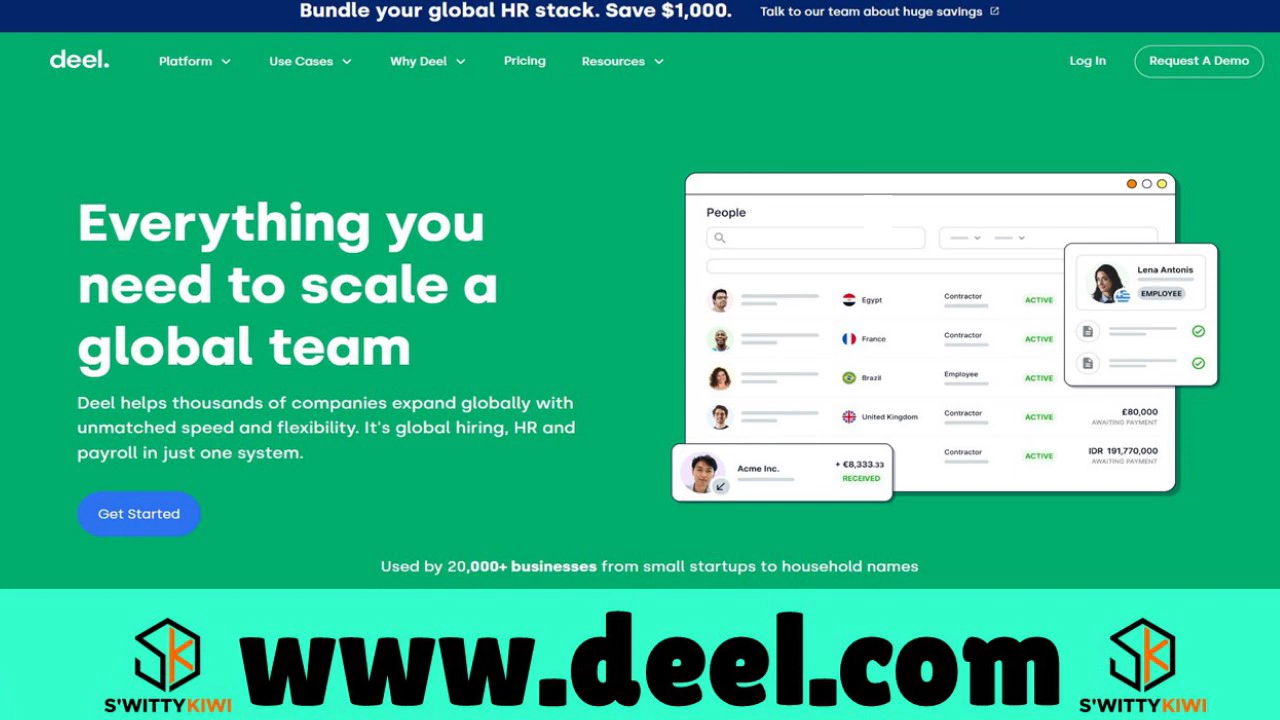 Bundle your global HR stack. Save $1,000. Talk to our team about huge savings
deel. Platform Use Cases Why Deel Pricing Resources Log In Request A Demo
Everything you
need to scale a
global team
Deel helps thousands of companies expand globally with
unmatched speed and flexibility. It's global hiring, HR and
payroll in just one system.
Get Started
People
Egypt Contractor ACTIVE
France Contractor ACTIVE
Brazil Employee ACTIVE
United Kingdom Contractor ACTIVE £80,000
AWAITING PAYMENT
Contractor ACTIVE IDR 191,770,000
AWAITING PAYMENT
Lena Antonis
EMPLOYEE
Acme Inc. + €8,333.33
RECEIVED
Used by 20,000+ businesses from small startups to household names
SK
S'WITTYKIWI
www.deel.com
SK
S'WITTYKIWI